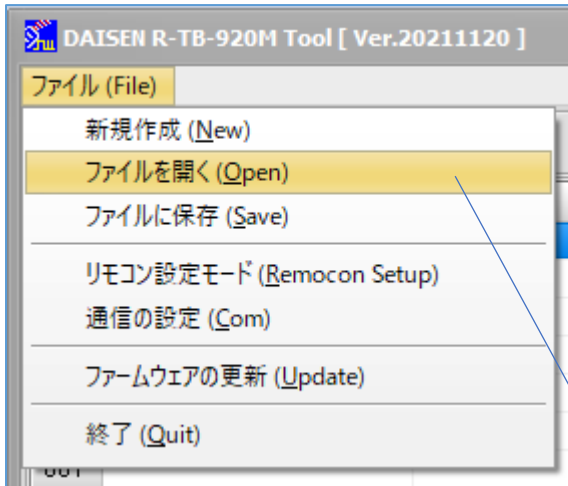 DAISEN R-TB-920M Tool [ Ver.20211120 ]
ファイル (File)
新規作成 (New)
ファイルを開く (Open)
ファイルに保存 (Save)
リモコン設定モード (Remocon Setup)
通信の設定 (Com)
ファームウェアの更新 (Update)
終了 (Quit)